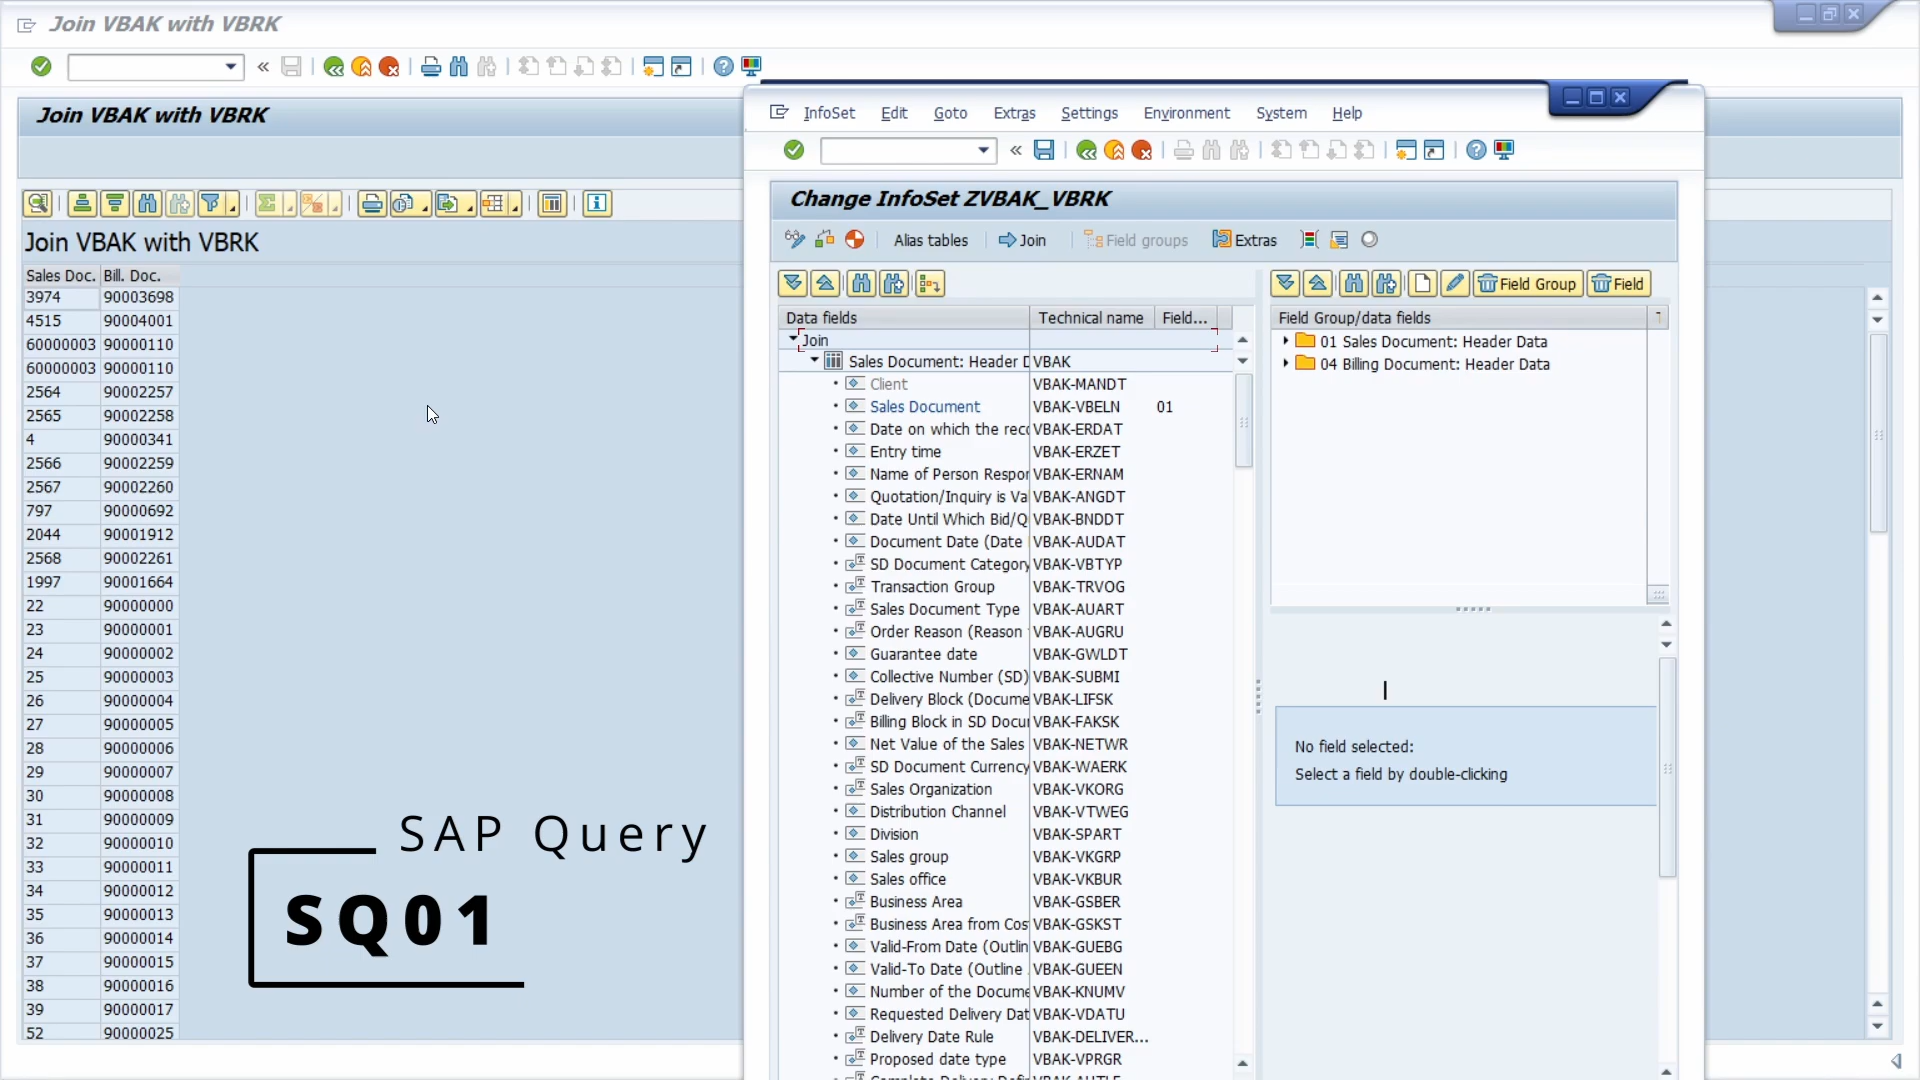 Join VBAK with VBRK
Join VBAK with VBRK
Join VBAK with VBRK
Sales Doc. Bill. Doc.
3974 90003698
4515 90004001
60000003 90000110
60000003 90000110
2564 90002257
2565 90002258
4 90000341
2566 90002259
2567 90002260
797 90000692
2044 90001912
2568 90002261
1997 90001664
22 90000000
23 90000001
24 90000002
25 90000003
26 90000004
27 90000005
28 90000006
29 90000007
30 90000008
31 90000009
32 90000010
33 90000011
34 90000012
35 90000013
36 90000014
37 90000015
38 90000016
39 90000017
52 90000025
SAP Query
SQ01
InfoSet Edit Goto Extras Settings Environment System Help
Change InfoSet ZVBAK_VBRK
Alias tables Join Field groups Extras
Data fields Technical name Field...
Join
Sales Document: Header D VBAK
Client VBAK-MANDT
Sales Document VBAK-VBELN 01
Date on which the reco VBAK-ERDAT
Entry time VBAK-ERZET
Name of Person Respor VBAK-ERNAM
Quotation/Inquiry is Va VBAK-ANGDT
Date Until Which Bid/Q VBAK-BNDDT
Document Date (Date VBAK-AUDAT
SD Document Category VBAK-VBTYP
Transaction Group VBAK-TRVOG
Sales Document Type VBAK-AUART
Order Reason (Reason VBAK-AUGRU
Guarantee date VBAK-GWLDT
Collective Number (SD) VBAK-SUBMI
Delivery Block (Docume VBAK-LIFSK
Billing Block in SD Docu VBAK-FAKSK
Net Value of the Sales VBAK-NETWR
SD Document Currency VBAK-WAERK
Sales Organization VBAK-VKORG
Distribution Channel VBAK-VTWEG
Division VBAK-SPART
Sales group VBAK-VKGRP
Sales office VBAK-VKBUR
Business Area VBAK-GSBER
Business Area from Cos VBAK-GSKST
Valid-From Date (Outlin VBAK-GUEBG
Valid-To Date (Outline VBAK-GUEEN
Number of the Docume VBAK-KNUMV
Requested Delivery Dat VBAK-VDATU
Delivery Date Rule VBAK-DELIVER...
Proposed date type VBAK-VPRGR
Field Group Field
Field Group/data fields
01 Sales Document: Header Data
04 Billing Document: Header Data
No field selected:
Select a field by double-clicking